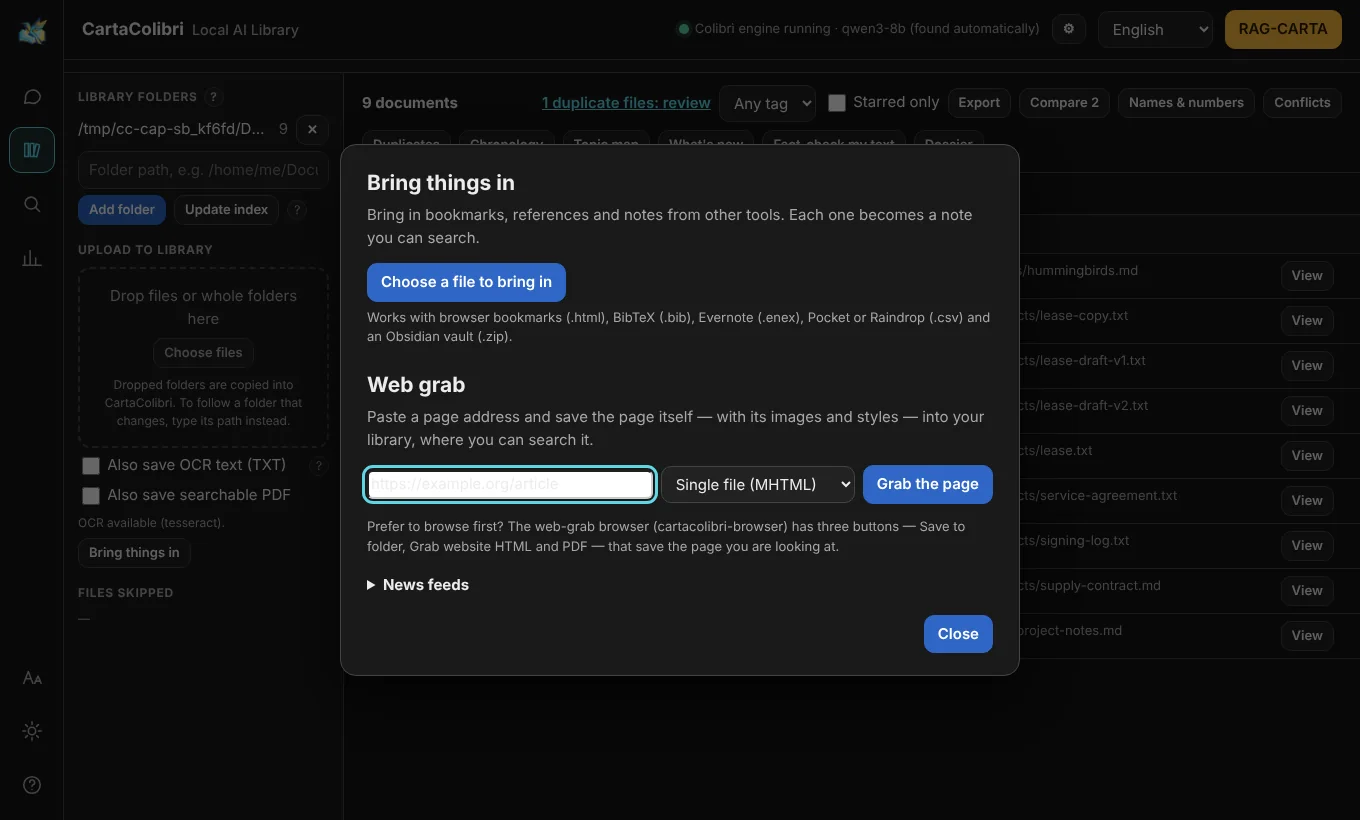 CartaColibri Local AI Library
Colibri engine running · qwen3-8b (found automatically)
English
RAG-CARTA
LIBRARY FOLDERS ?
/tmp/cc-cap-sb_kf6fd/D... 9
Folder path, e.g. /home/me/Docu
Add folder
Update index
?
UPLOAD TO LIBRARY
Drop files or whole folders
here
Choose files
Dropped folders are copied into
CartaColibri. To follow a folder that
changes, type its path instead.
Also save OCR text (TXT) ?
Also save searchable PDF
OCR available (tesseract).
Bring things in
FILES SKIPPED
—
AA
9 documents
1 duplicate files: review
Any tag
Starred only
Export
Compare 2
Names & numbers
Conflicts
Duplicates
Chronology
Topic map
What's new
Fact-check my text
Dossier
Bring things in
Bring in bookmarks, references and notes from other tools. Each one becomes a note
you can search.
Choose a file to bring in
Works with browser bookmarks (.html), BibTeX (.bib), Evernote (.enex), Pocket or Raindrop (.csv) and
an Obsidian vault (.zip).
Web grab
Paste a page address and save the page itself — with its images and styles — into your
library, where you can search it.
https://example.org/article
Single file (MHTML)
Grab the page
Prefer to browse first? The web-grab browser (cartacolibri-browser) has three buttons — Save to
folder, Grab website HTML and PDF — that save the page you are looking at.
News feeds
Close
/hummingbirds.md View
cts/lease-copy.txt View
cts/lease-draft-v1.txt View
cts/lease-draft-v2.txt View
cts/lease.txt View
cts/service-agreement.txt View
cts/signing-log.txt View
cts/supply-contract.md View
project-notes.md View